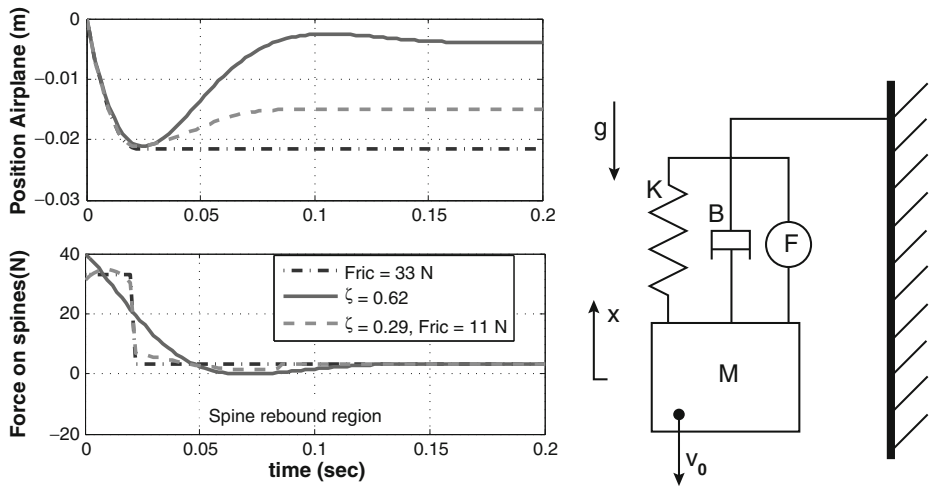 Position Airplane (m)
0
−0.01
−0.02
−0.03
0
0.05
0.1
0.15
0.2
Force on spines(N)
40
20
0
−20
Fric = 33 N
ζ = 0.62
ζ = 0.29, Fric = 11 N
Spine rebound region
0
0.05
0.1
0.15
0.2
time (sec)
g
K
B
F
x
M
v₀